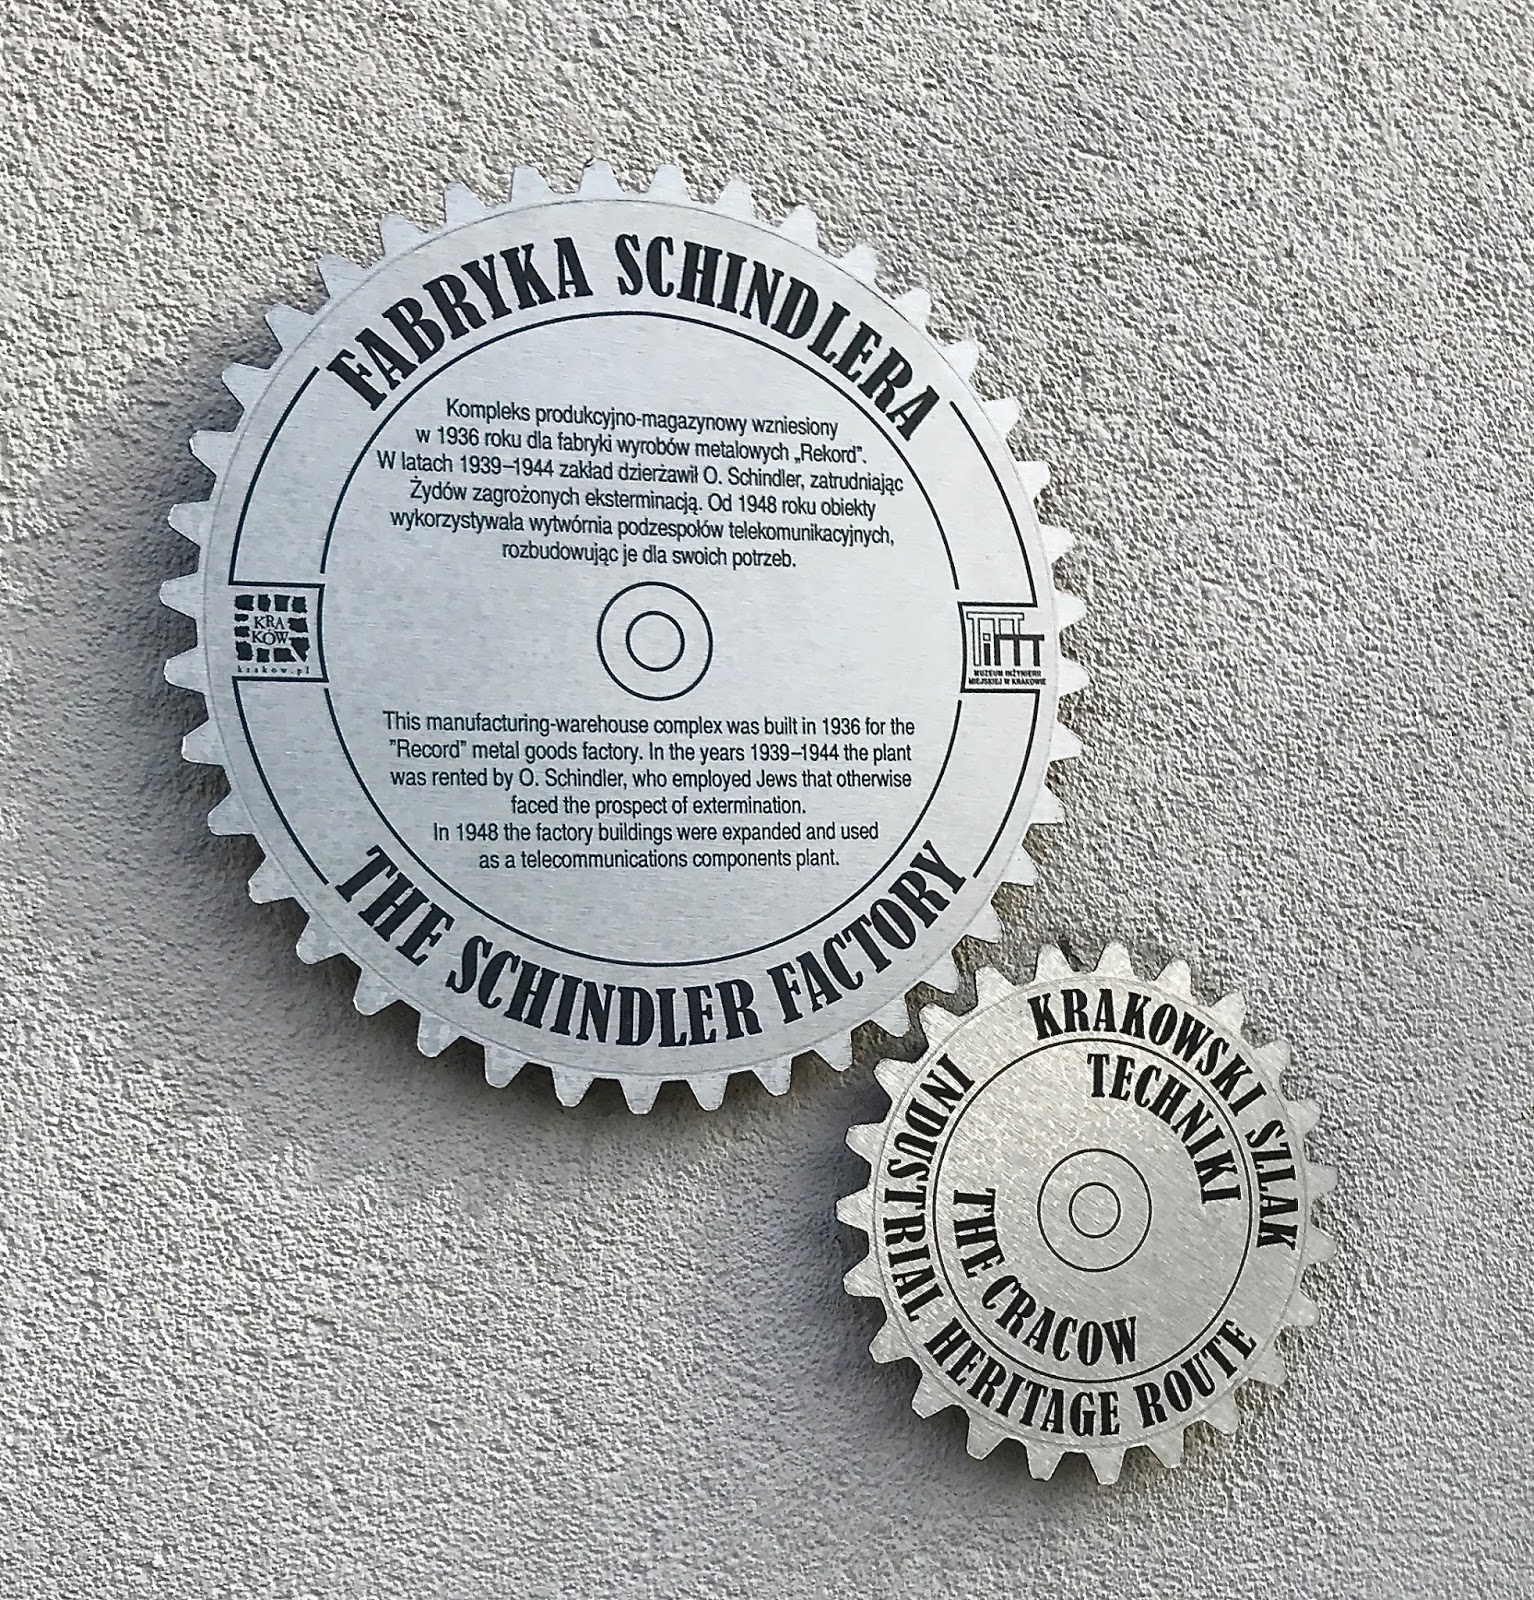 FABRYKA SCHINDLERA
Kompleks produkcyjno-magazynowy wzniesiony
w 1936 roku dla fabryki wyrobów metalowych „Rekord”.
W latach 1939–1944 zakład dzierżawił O. Schindler, zatrudniając
Żydów zagrożonych eksterminacją. Od 1948 roku obiekty
wykorzystywała wytwórnia podzespołów telekomunikacyjnych,
rozbudowując je dla swoich potrzeb.
KRA
KÓW
krakow.pl
MUZEUM INŻYNIERII
MIEJSKIEJ W KRAKOWIE
This manufacturing-warehouse complex was built in 1936 for the
”Record” metal goods factory. In the years 1939–1944 the plant
was rented by O. Schindler, who employed Jews that otherwise
faced the prospect of extermination.
In 1948 the factory buildings were expanded and used
as a telecommunications components plant.
THE SCHINDLER FACTORY
KRAKOWSKI SZLAK
TECHNIKI
THE CRACOW
INDUSTRIAL HERITAGE ROUTE